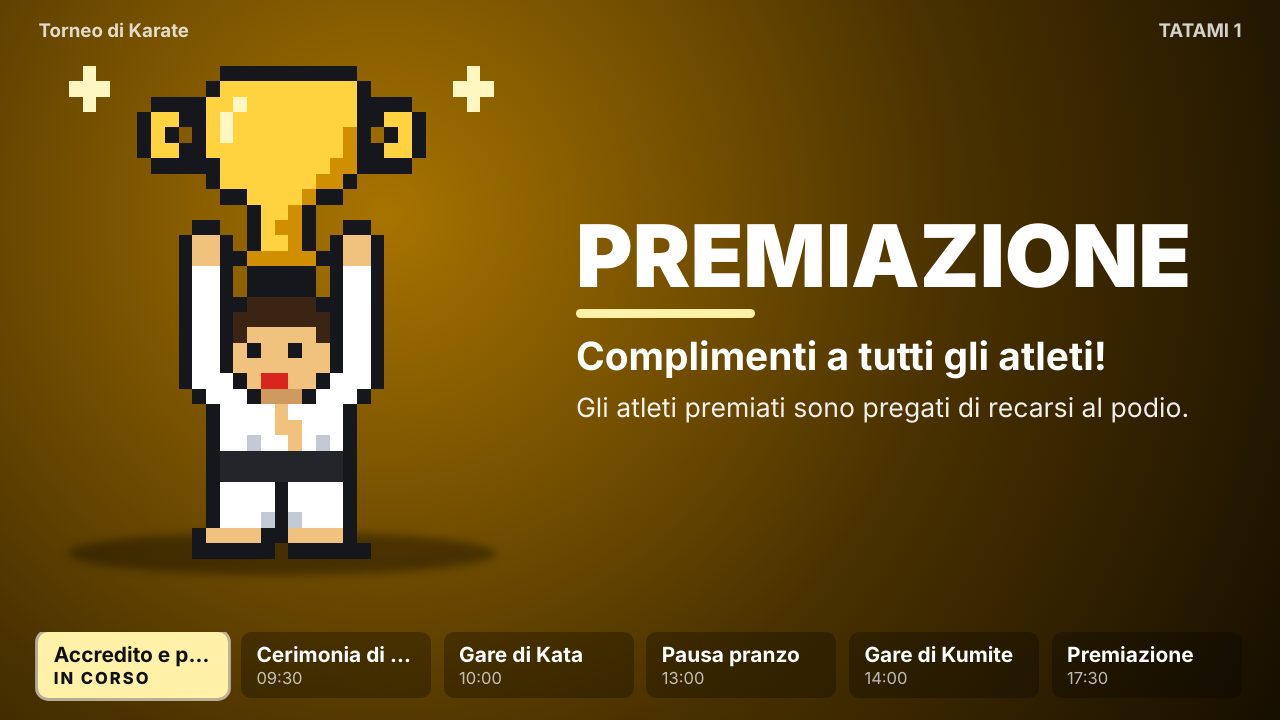 Torneo di Karate
TATAMI 1
PREMIAZIONE
Complimenti a tutti gli atleti!
Gli atleti premiati sono pregati di recarsi al podio.
Accredito e p...
IN CORSO
Cerimonia di ...
09:30
Gare di Kata
10:00
Pausa pranzo
13:00
Gare di Kumite
14:00
Premiazione
17:30